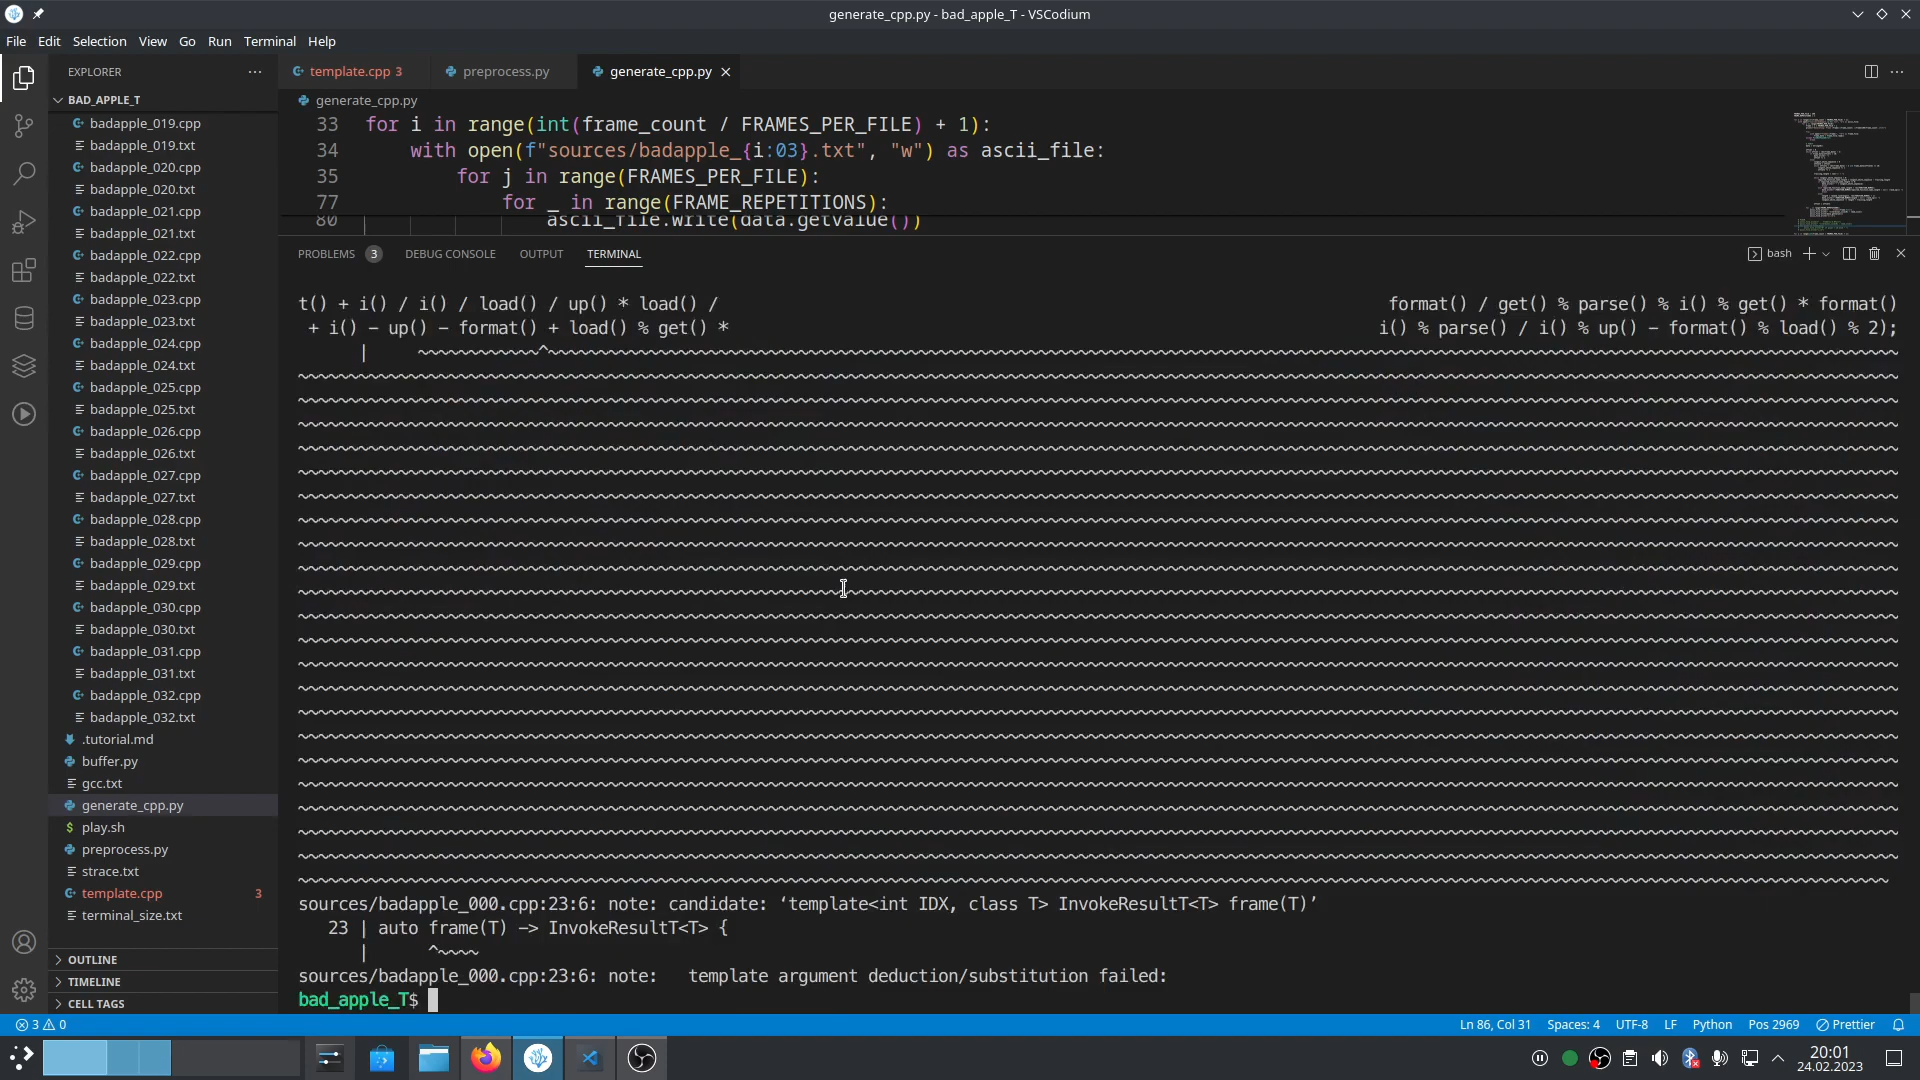 generate_cpp.py - bad_apple_T - VSCodium
File Edit Selection View Go Run Terminal Help
EXPLORER
BAD_APPLE_T
badapple_019.cpp
badapple_019.txt
badapple_020.cpp
badapple_020.txt
badapple_021.cpp
badapple_021.txt
badapple_022.cpp
badapple_022.txt
badapple_023.cpp
badapple_023.txt
badapple_024.cpp
badapple_024.txt
badapple_025.cpp
badapple_025.txt
badapple_026.cpp
badapple_026.txt
badapple_027.cpp
badapple_027.txt
badapple_028.cpp
badapple_028.txt
badapple_029.cpp
badapple_029.txt
badapple_030.cpp
badapple_030.txt
badapple_031.cpp
badapple_031.txt
badapple_032.cpp
badapple_032.txt
.tutorial.md
buffer.py
gcc.txt
generate_cpp.py
play.sh
preprocess.py
strace.txt
template.cpp 3
terminal_size.txt
OUTLINE
TIMELINE
CELL TAGS
template.cpp 3 preprocess.py generate_cpp.py
generate_cpp.py
33 for i in range(int(frame_count / FRAMES_PER_FILE) + 1):
34 with open(f"sources/badapple_{i:03}.txt", "w") as ascii_file:
35 for j in range(FRAMES_PER_FILE):
77 for _ in range(FRAME_REPETITIONS):
80 ascii_file.write(data.getvalue())
PROBLEMS 3 DEBUG CONSOLE OUTPUT TERMINAL bash
t() + i() / i() / load() / up() * load() / format() / get() % parse() % i() % get() * format()
+ i() − up() − format() + load() % get() * i() % parse() / i() % up() − format() % load() % 2);
sources/badapple_000.cpp:23:6: note: candidate: ‘template<int IDX, class T> InvokeResultT<T> frame(T)’
23 | auto frame(T) −> InvokeResultT<T> {
| ^~~~~
sources/badapple_000.cpp:23:6: note: template argument deduction/substitution failed:
bad_apple_T$
3 0 Ln 86, Col 31 Spaces: 4 UTF-8 LF Python Pos 2969 Prettier
20:01
24.02.2023